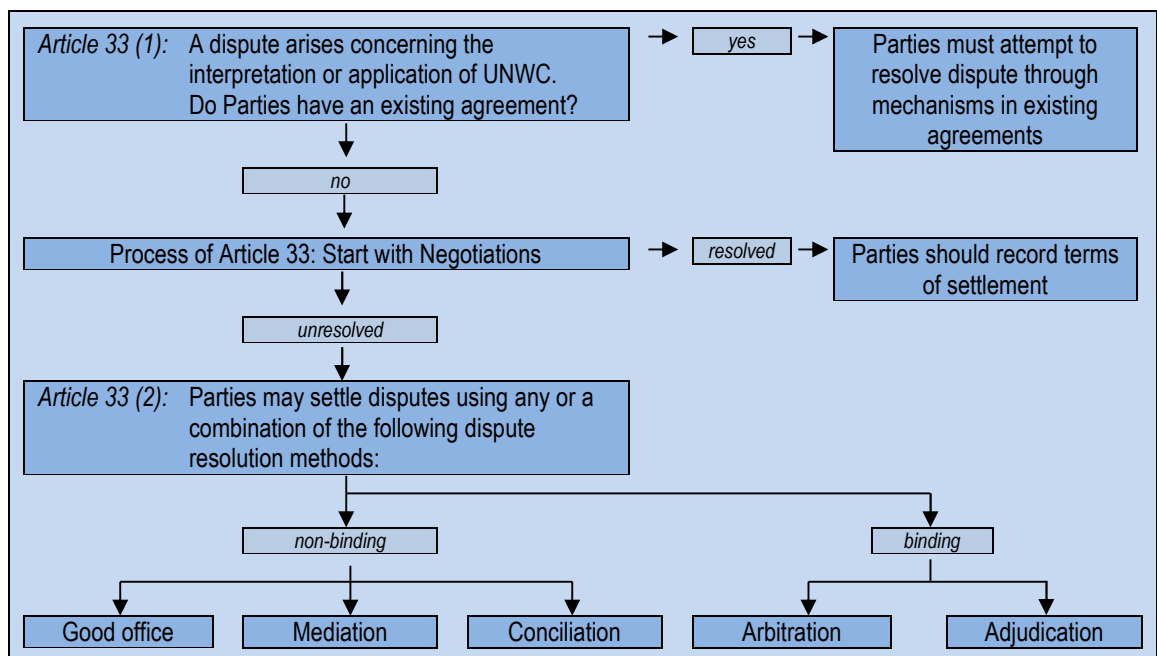 Article 33 (1): A dispute arises concerning the
interpretation or application of UNWC.
Do Parties have an existing agreement?
yes
Parties must attempt to
resolve dispute through
mechanisms in existing
agreements
no
Process of Article 33: Start with Negotiations
resolved
Parties should record terms
of settlement
unresolved
Article 33 (2): Parties may settle disputes using any or a
combination of the following dispute
resolution methods:
non-binding
binding
Good office
Mediation
Conciliation
Arbitration
Adjudication